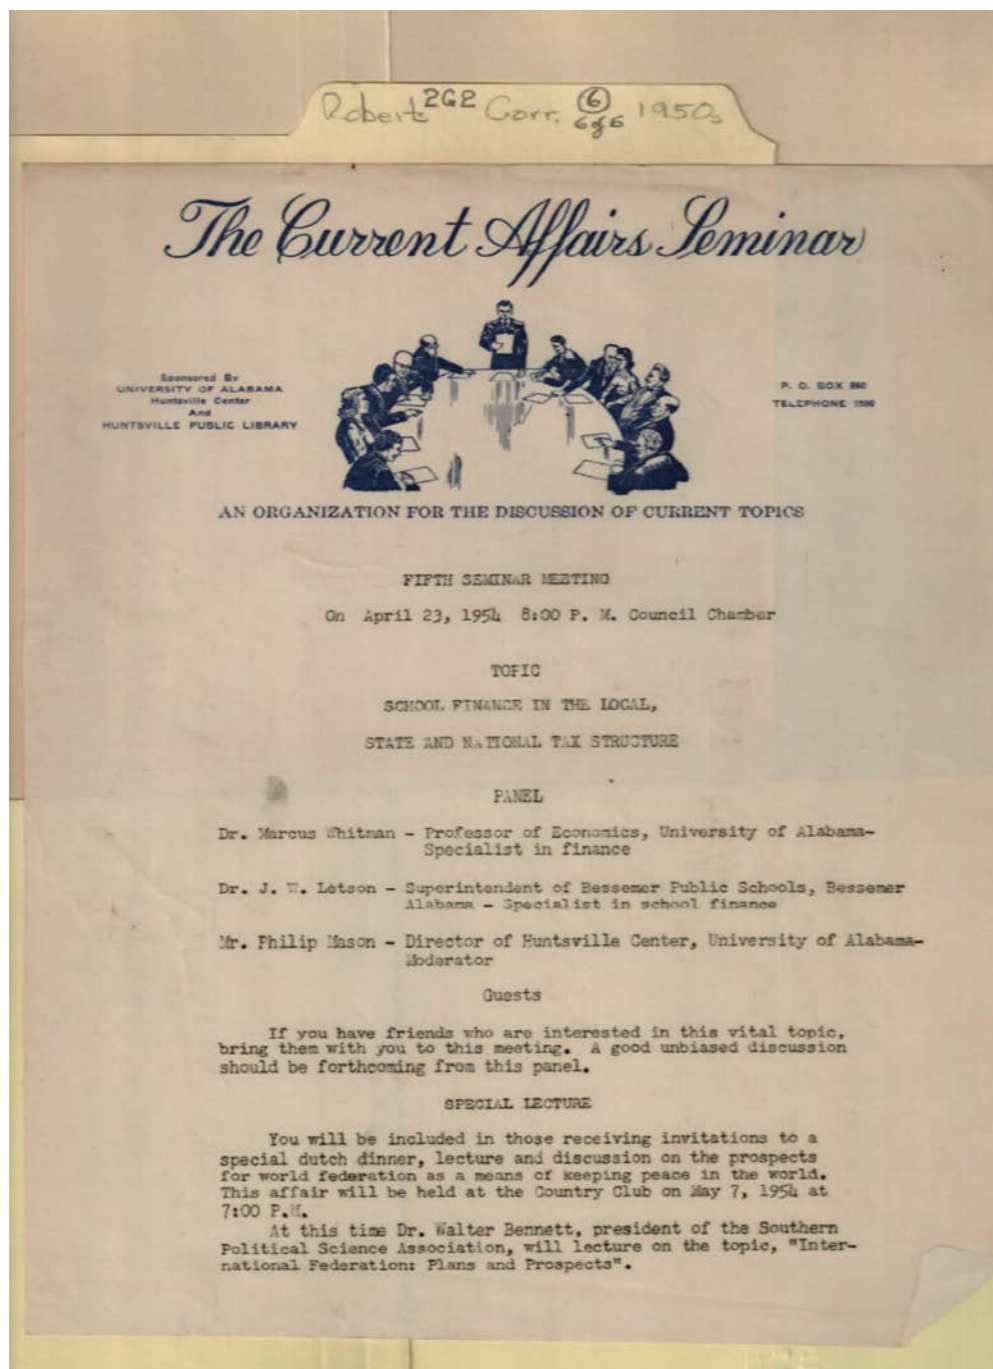 Roberts 2G2 Corr. 6 1950s
6 of 6
The Current Affairs Seminar
Sponsored By
UNIVERSITY OF ALABAMA
Huntsville Center
And
HUNTSVILLE PUBLIC LIBRARY
P. O. BOX 860
TELEPHONE 1590
AN ORGANIZATION FOR THE DISCUSSION OF CURRENT TOPICS
FIFTH SEMINAR MEETING
On April 23, 1954 8:00 P. M. Council Chamber
TOPIC
SCHOOL FINANCE IN THE LOCAL,
STATE AND NATIONAL TAX STRUCTURE
PANEL
Dr. Marcus Whitman - Professor of Economics, University of Alabama-
Specialist in finance
Dr. J. W. Letson - Superintendent of Bessemer Public Schools, Bessemer
Alabama - Specialist in school finance
Mr. Philip Mason - Director of Huntsville Center, University of Alabama-
Moderator
Guests
If you have friends who are interested in this vital topic,
bring them with you to this meeting. A good unbiased discussion
should be forthcoming from this panel.
SPECIAL LECTURE
You will be included in those receiving invitations to a
special dutch dinner, lecture and discussion on the prospects
for world federation as a means of keeping peace in the world.
This affair will be held at the Country Club on May 7, 1954 at
7:00 P.M.
At this time Dr. Walter Bennett, president of the Southern
Political Science Association, will lecture on the topic, "Inter-
national Federation: Plans and Prospects".